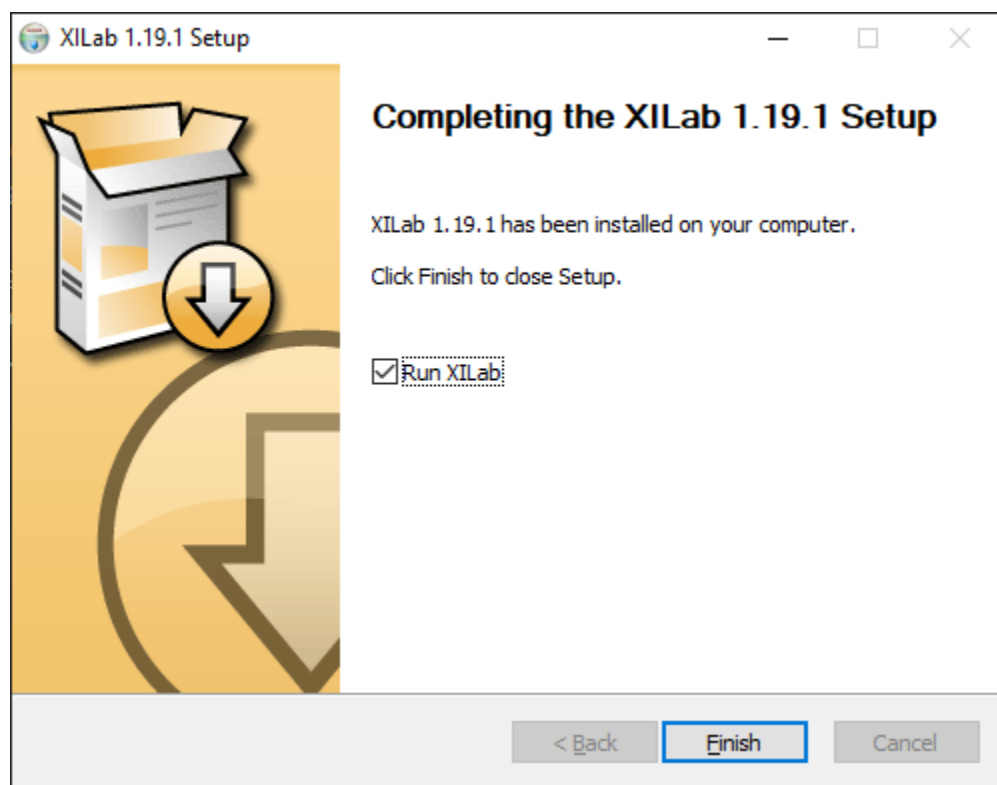 XILab 1.19.1 Setup
Completing the XILab 1.19.1 Setup
XILab 1.19.1 has been installed on your computer.
Click Finish to close Setup.
Run XILab
< Back
Finish
Cancel